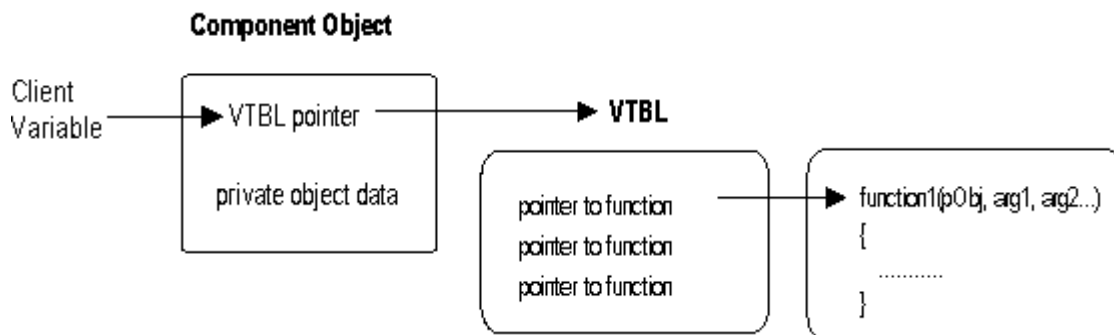 Component Object
Client
Variable
VTBL pointer
private object data
VTBL
pointer to function
pointer to function
pointer to function
function1(pObj, arg1, arg2...)
{
...........
}